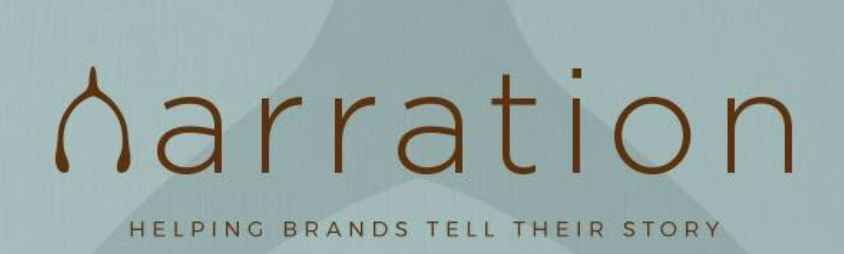 narration
HELPING BRANDS TELL THEIR STORY